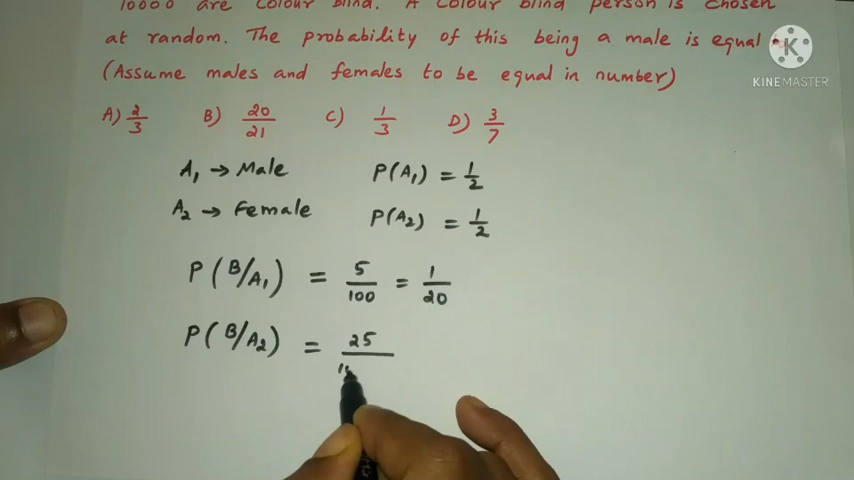 10000 are colour blind. A colour blind person is chosen
at random. The probability of this being a male is equal
(Assume males and females to be equal in number)
K
KINEMASTER
A) 2/3 B) 20/21 C) 1/3 D) 3/7
A₁ → Male P(A₁) = 1/2
A₂ → Female P(A₂) = 1/2
P(B/A₁) = 5/100 = 1/20
P(B/A₂) = 25/